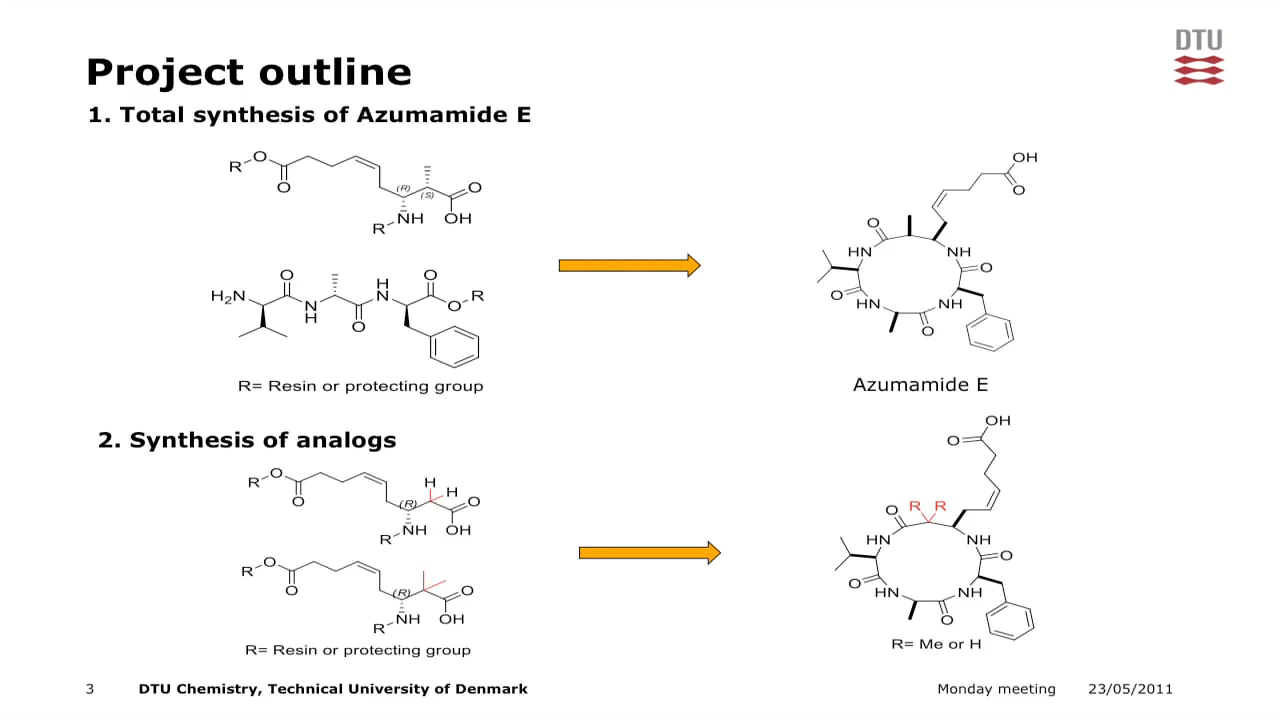 DTU
Project outline
1. Total synthesis of Azumamide E
R O O (R) (S) O OH NH R
H2N O N H O H N O O R
R= Resin or protecting group
OH O O HN NH O O HN NH O
Azumamide E
2. Synthesis of analogs
R O O H H (R) O OH NH R
R O O (R) O OH NH R
R= Resin or protecting group
OH O R R O HN NH O O HN NH O
R= Me or H
3 DTU Chemistry, Technical University of Denmark Monday meeting 23/05/2011